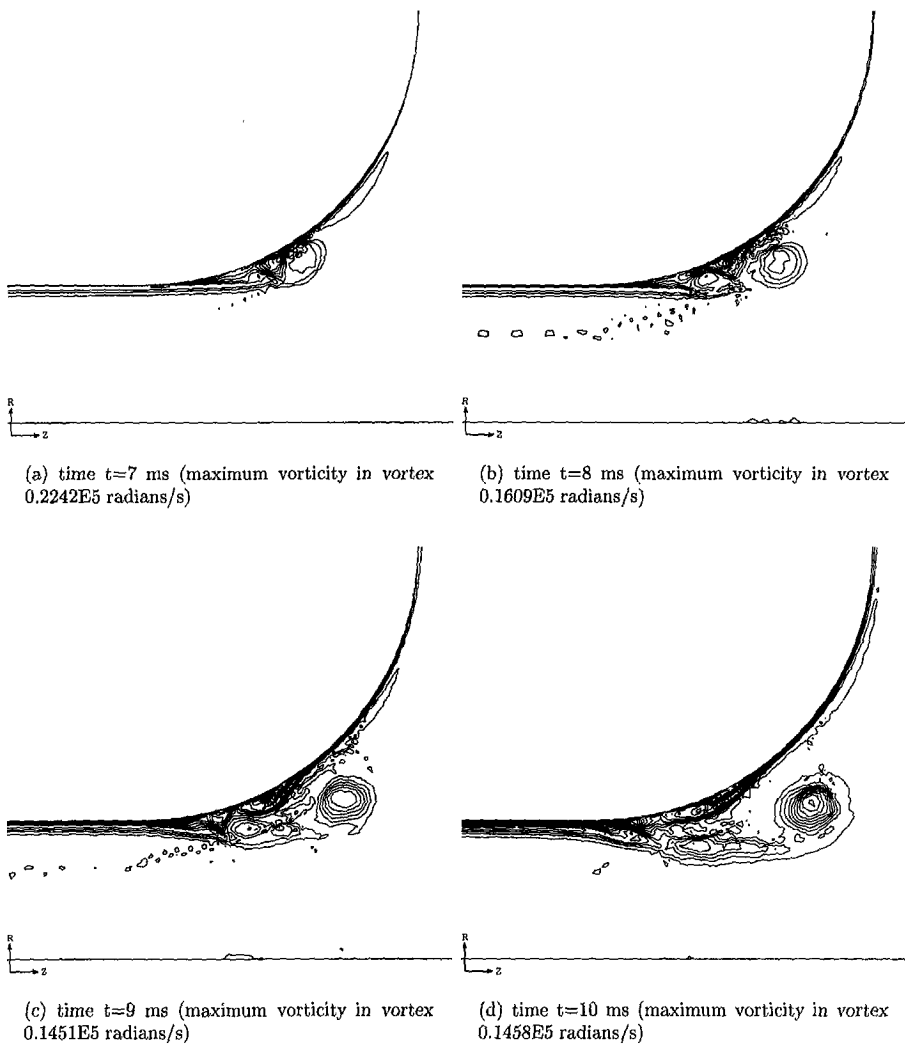 R
Z
(a) time t=7 ms (maximum vorticity in vortex
0.2242E5 radians/s)
R
Z
(b) time t=8 ms (maximum vorticity in vortex
0.1609E5 radians/s)
R
Z
(c) time t=9 ms (maximum vorticity in vortex
0.1451E5 radians/s)
R
Z
(d) time t=10 ms (maximum vorticity in vortex
0.1458E5 radians/s)